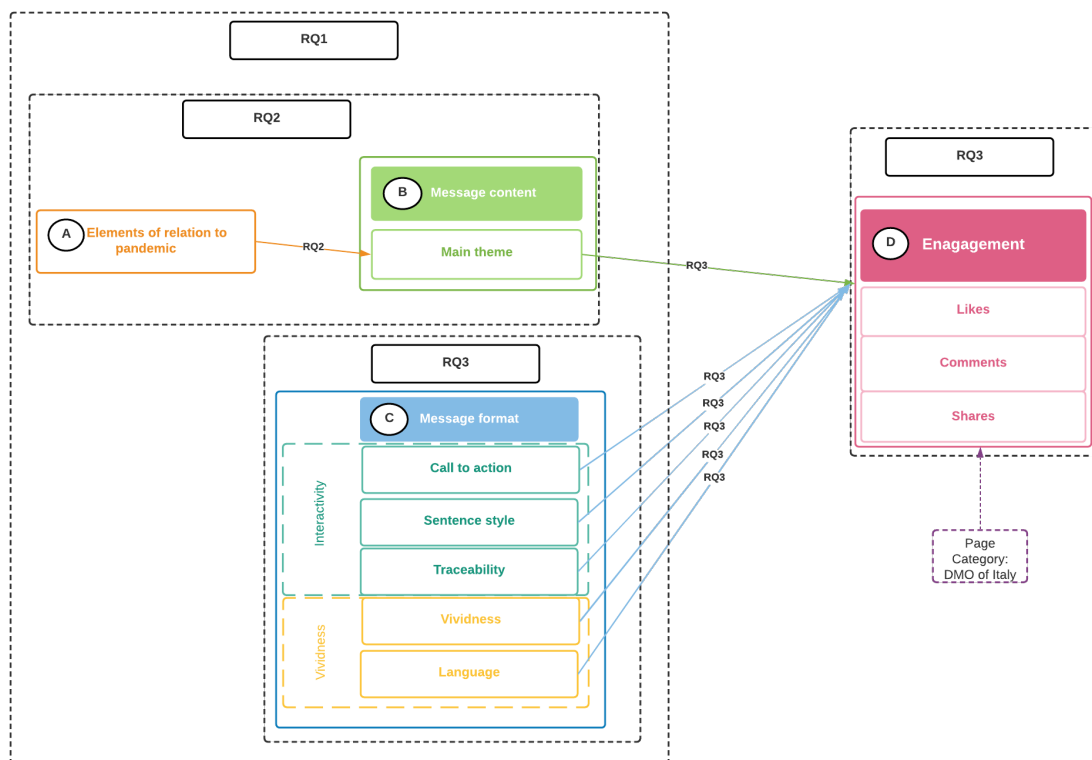 RQ1
RQ2
RQ3
B
Message content
A
Elements of relation to
pandemic
RQ2
Main theme
RQ3
D
Enagagement
Likes
Comments
Shares
RQ3
C
Message format
Interactivity
Call to action
Sentence style
Traceability
Vividness
Vividness
Language
RQ3
RQ3
RQ3
RQ3
RQ3
Page
Category:
DMO of Italy